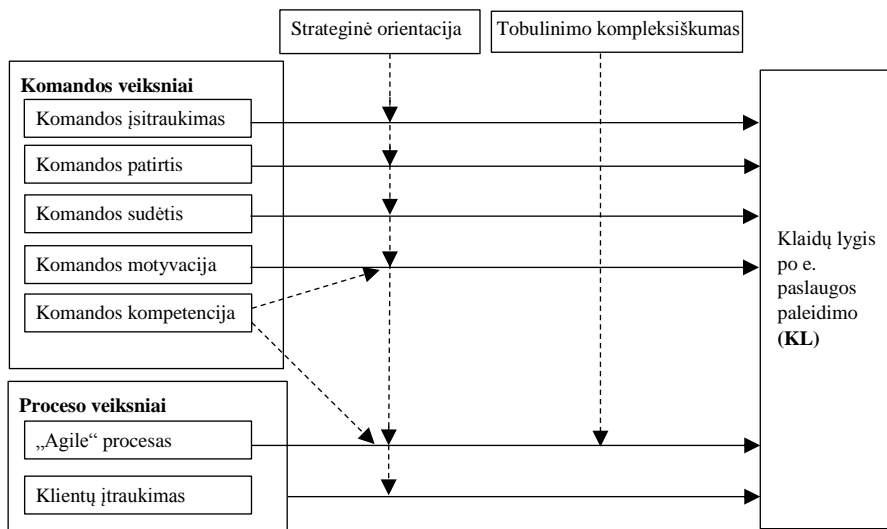 Strateginė orientacija
Tobulinimo kompleksiškumas
Komandos veiksniai
Komandos įsitraukimas
Komandos patirtis
Komandos sudėtis
Komandos motyvacija
Komandos kompetencija
Proceso veiksniai
„Agile“ procesas
Klientų įtraukimas
Klaidų lygis
po e.
paslaugos
paleidimo
(KL)